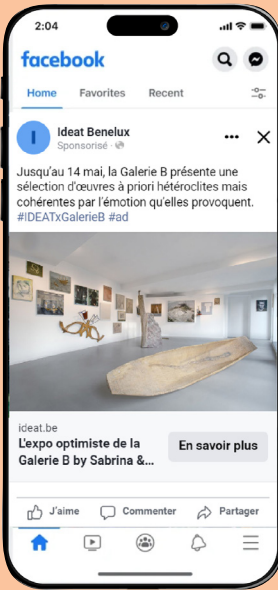 2:04
facebook
Home Favorites Recent
I
Ideat Benelux
Sponsorisé ·
Jusqu'au 14 mai, la Galerie B présente une
sélection d'œuvres à priori hétéroclites mais
cohérentes par l'émotion qu'elles provoquent.
#IDEATxGalerieB #ad
ideat.be
L'expo optimiste de la
Galerie B by Sabrina &...
En savoir plus
J'aime Commenter Partager